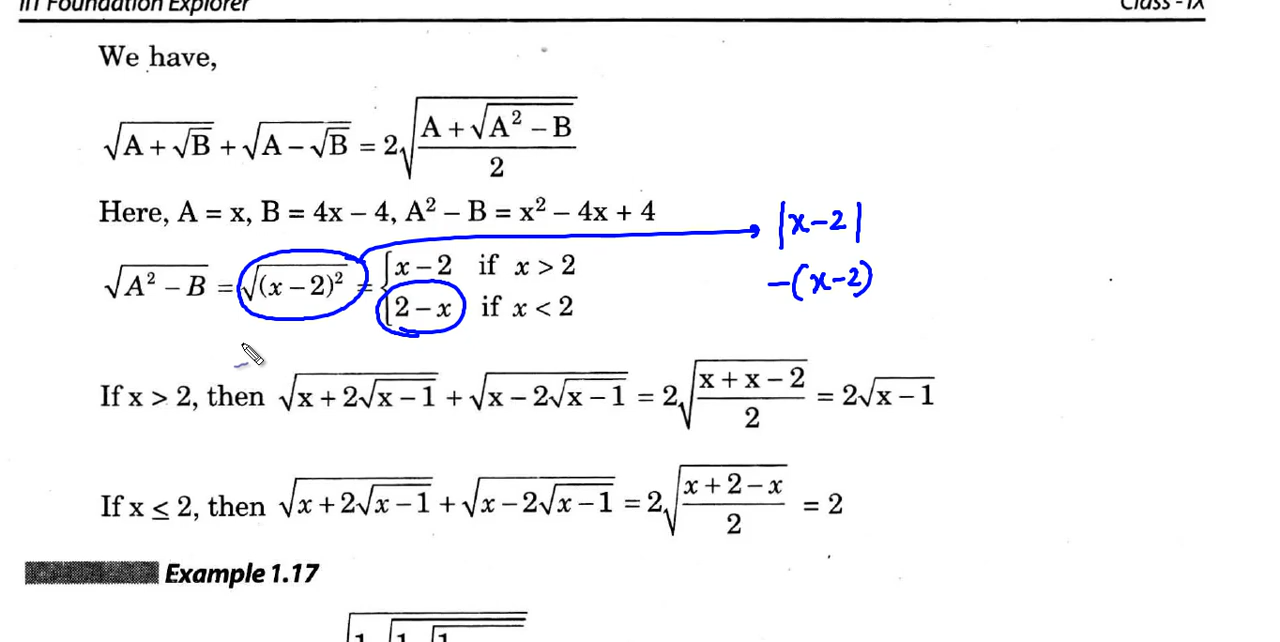 IIT Foundation Explorer Class - IX
We have,
√(A + √B) + √(A − √B) = 2√((A + √(A² − B))/2)
Here, A = x, B = 4x − 4, A² − B = x² − 4x + 4
|x−2|
√(A² − B) = √((x − 2)²) = { x − 2 if x > 2
2 − x if x < 2
−(x−2)
If x > 2, then √(x + 2√(x − 1)) + √(x − 2√(x − 1)) = 2√((x + x − 2)/2) = 2√(x − 1)
If x ≤ 2, then √(x + 2√(x − 1)) + √(x − 2√(x − 1)) = 2√((x + 2 − x)/2) = 2
Example 1.17